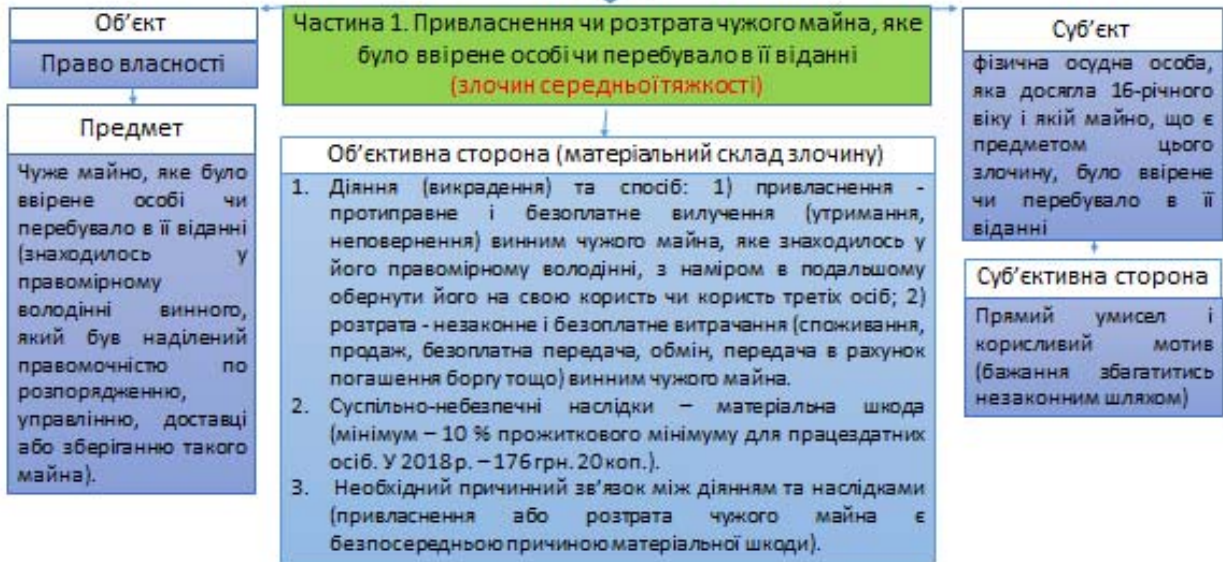 Об’єкт
Право власності
Предмет
Чуже майно, яке було
ввірене особі чи
перебувало в її віданні
(знаходилось у
правомірному
володінні винного,
який був наділений
правомочністю по
розпорядженню,
управлінню, доставці
або зберіганню такого
майна).
Частина 1. Привласнення чи розтрата чужого майна, яке
було ввірене особі чи перебувало в її віданні
(злочин середньої тяжкості)
Об’єктивна сторона (матеріальний склад злочину)
1. Діяння (викрадення) та спосіб: 1) привласнення -
протиправне і безоплатне вилучення (утримання,
неповернення) винним чужого майна, яке знаходилось у
його правомірному володінні, з наміром в подальшому
обернути його на свою користь чи користь третіх осіб; 2)
розтрата - незаконне і безоплатне витрачання (споживання,
продаж, безоплатна передача, обмін, передача в рахунок
погашення боргу тощо) винним чужого майна.
2. Суспільно-небезпечні наслідки – матеріальна шкода
(мінімум – 10 % прожиткового мінімуму для працездатних
осіб. У 2018 р. – 176 грн. 20 коп.).
3. Необхідний причинний зв’язок між діянням та наслідками
(привласнення або розтрата чужого майна є
безпосередньою причиною матеріальної шкоди).
Суб’єкт
фізична осудна особа,
яка досягла 16-річного
віку і якій майно, що є
предметом цього
злочину, було ввірене
чи перебувало в її
віданні
Суб’єктивна сторона
Прямий умисел і
корисливий мотив
(бажання збагатитись
незаконним шляхом)